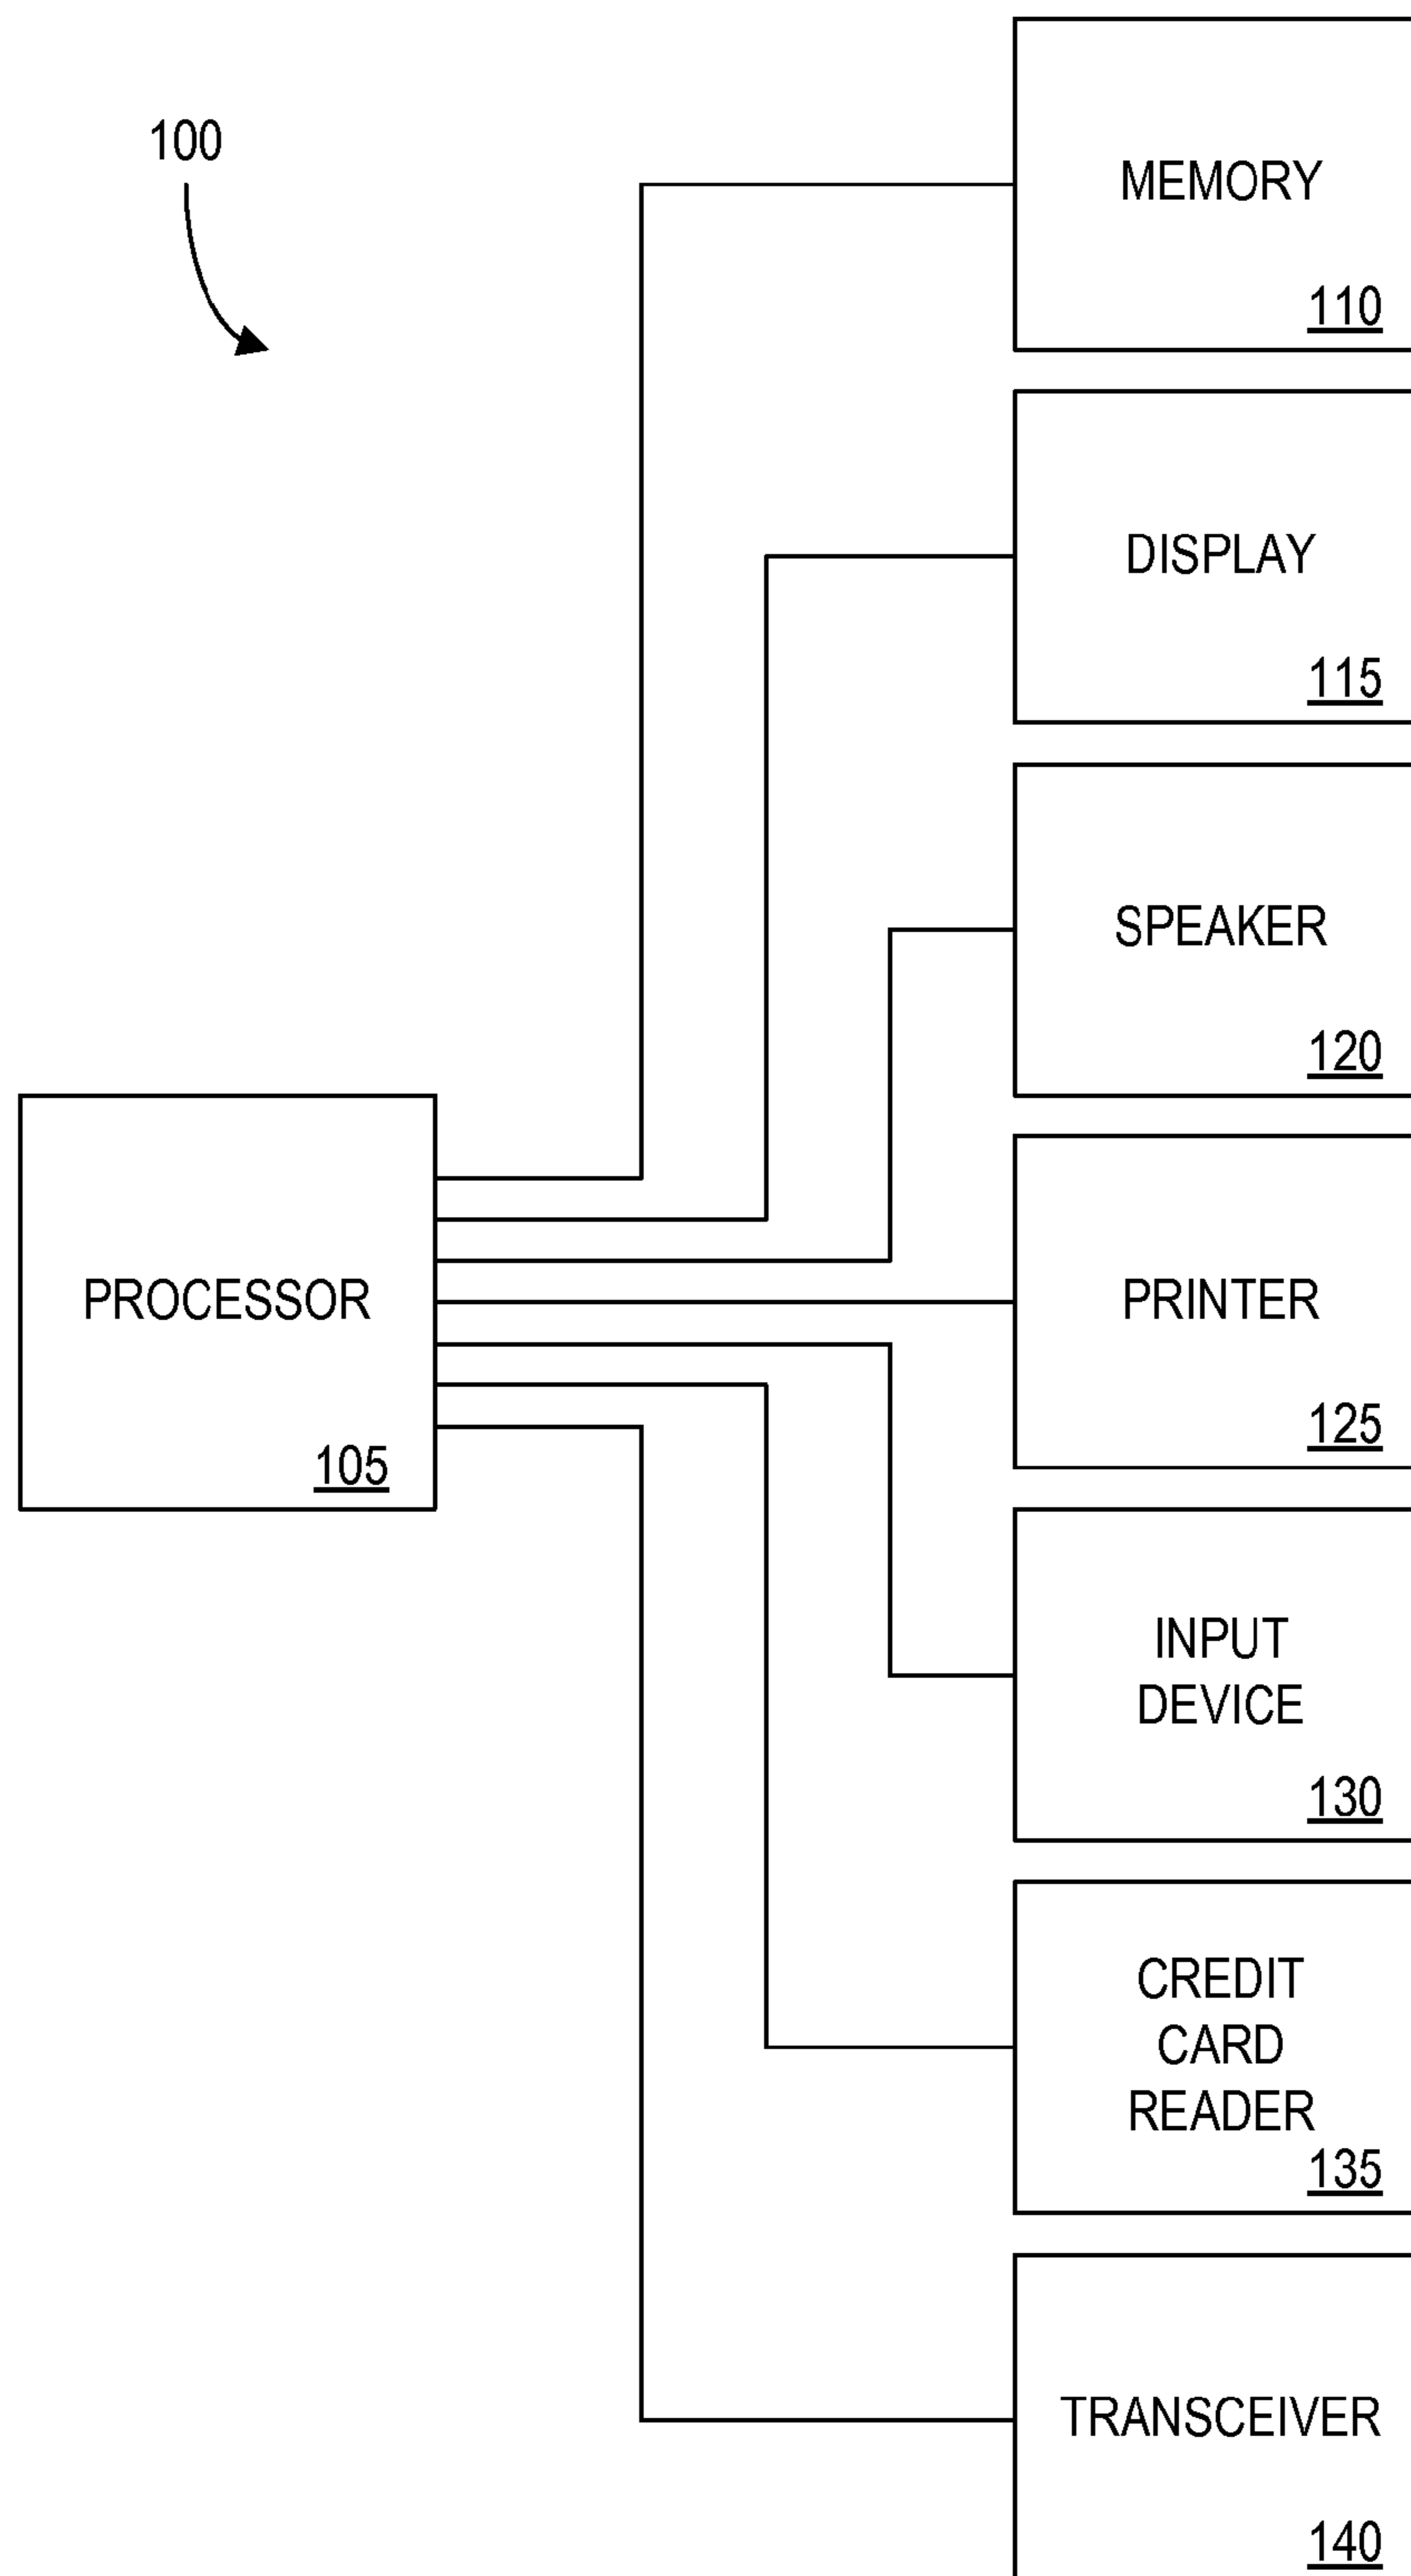 100
MEMORY
110
DISPLAY
115
SPEAKER
120
PROCESSOR
105
PRINTER
125
INPUT
DEVICE
130
CREDIT
CARD
READER
135
TRANSCEIVER
140